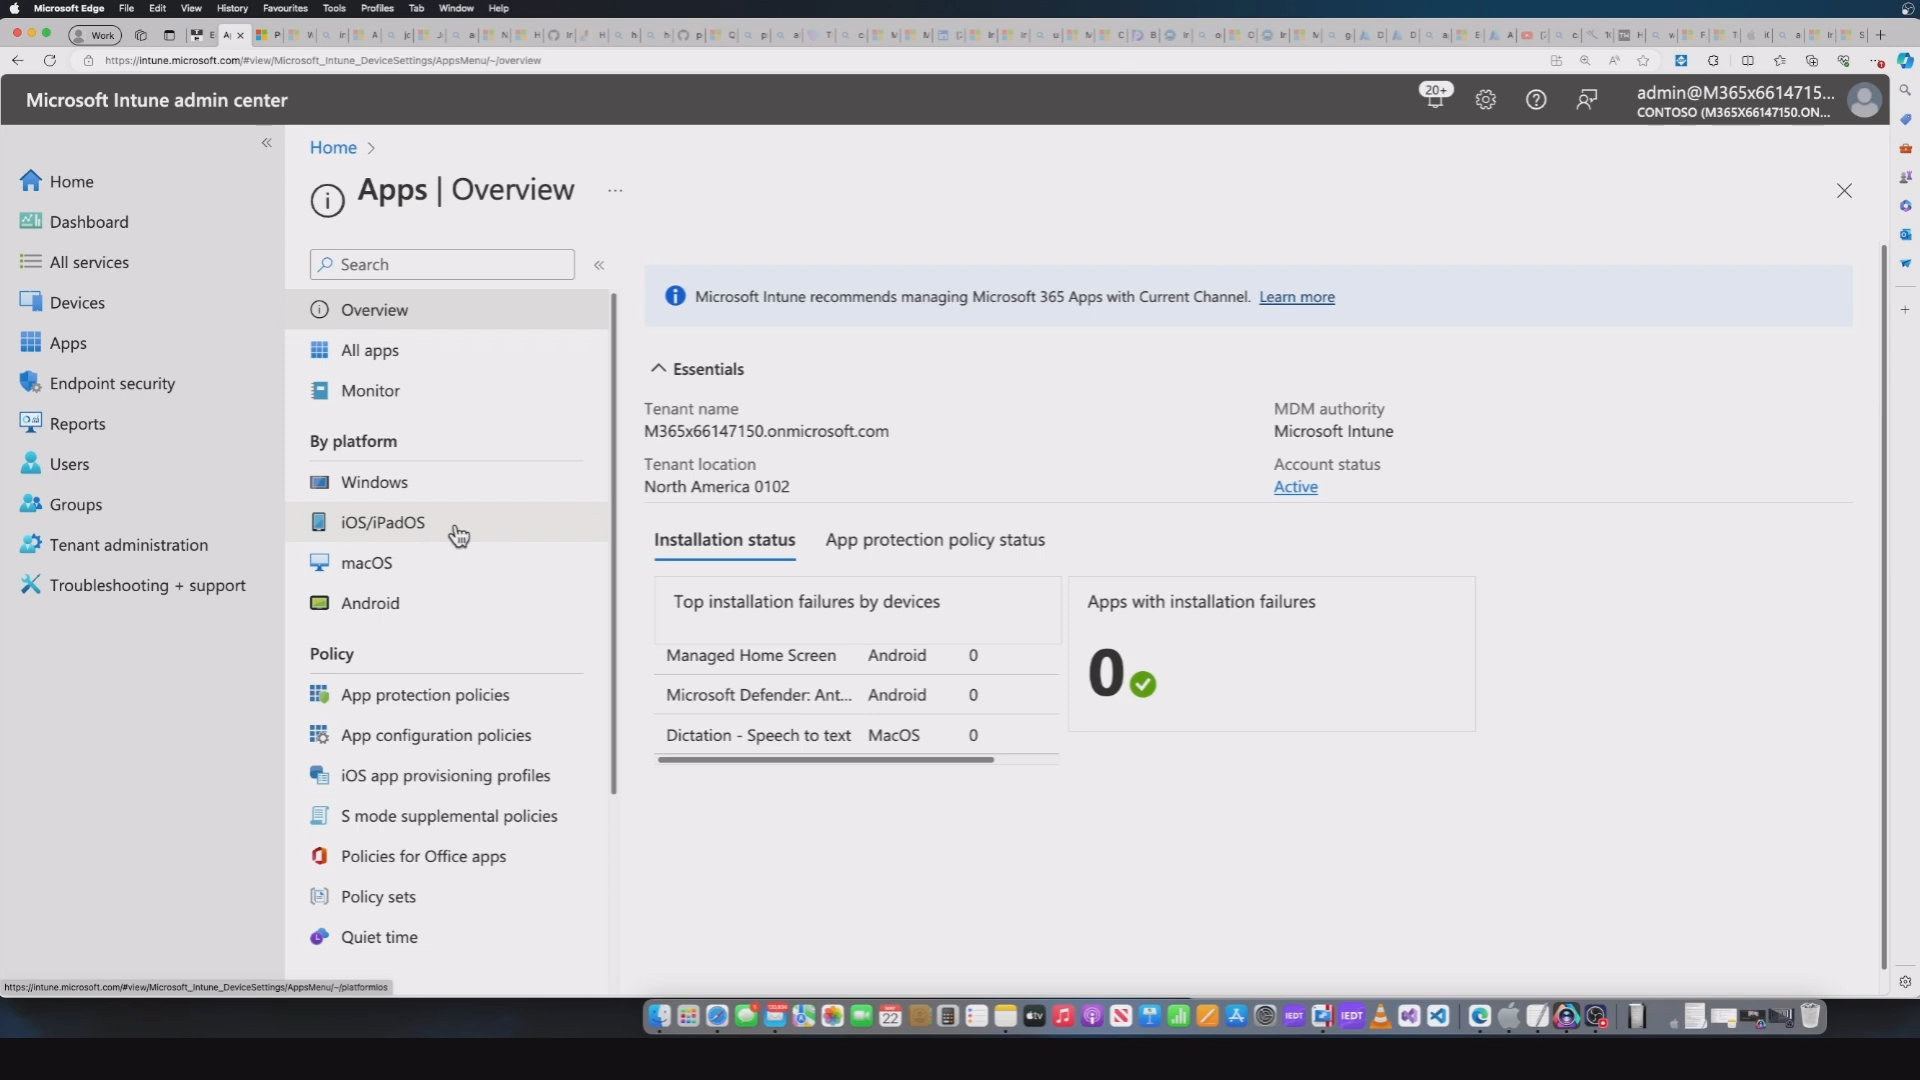 Microsoft Edge File Edit View History Favourites Tools Profiles Tab Window Help
Work
https://intune.microsoft.com/#view/Microsoft_Intune_DeviceSettings/AppsMenu/~/overview
Microsoft Intune admin center
20+
admin@M365x6614715...
CONTOSO (M365X66147150.ON...
Home
Dashboard
All services
Devices
Apps
Endpoint security
Reports
Users
Groups
Tenant administration
Troubleshooting + support
Home
Apps | Overview
Search
Overview
All apps
Monitor
By platform
Windows
iOS/iPadOS
macOS
Android
Policy
App protection policies
App configuration policies
iOS app provisioning profiles
S mode supplemental policies
Policies for Office apps
Policy sets
Quiet time
Microsoft Intune recommends managing Microsoft 365 Apps with Current Channel. Learn more
Essentials
Tenant name
M365x66147150.onmicrosoft.com
Tenant location
North America 0102
MDM authority
Microsoft Intune
Account status
Active
Installation status App protection policy status
Top installation failures by devices
Managed Home Screen Android 0
Microsoft Defender: Ant... Android 0
Dictation - Speech to text MacOS 0
Apps with installation failures
0
https://intune.microsoft.com/#view/Microsoft_Intune_DeviceSettings/AppsMenu/~/platformIos
22
tv
IEDT
IEDT